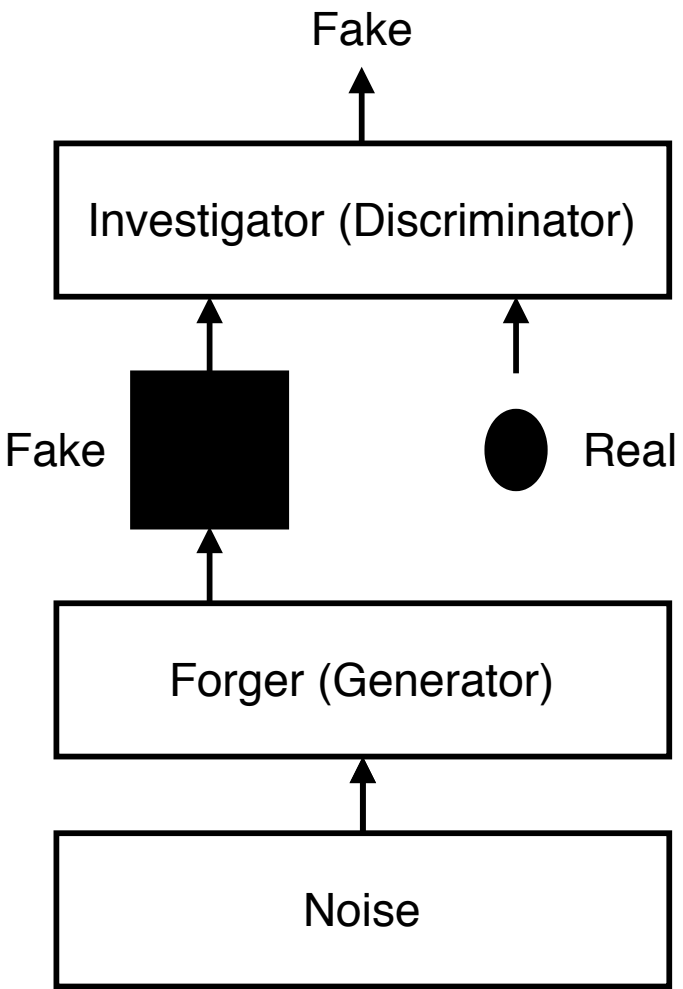 Fake
Investigator (Discriminator)
Fake
Real
Forger (Generator)
Noise